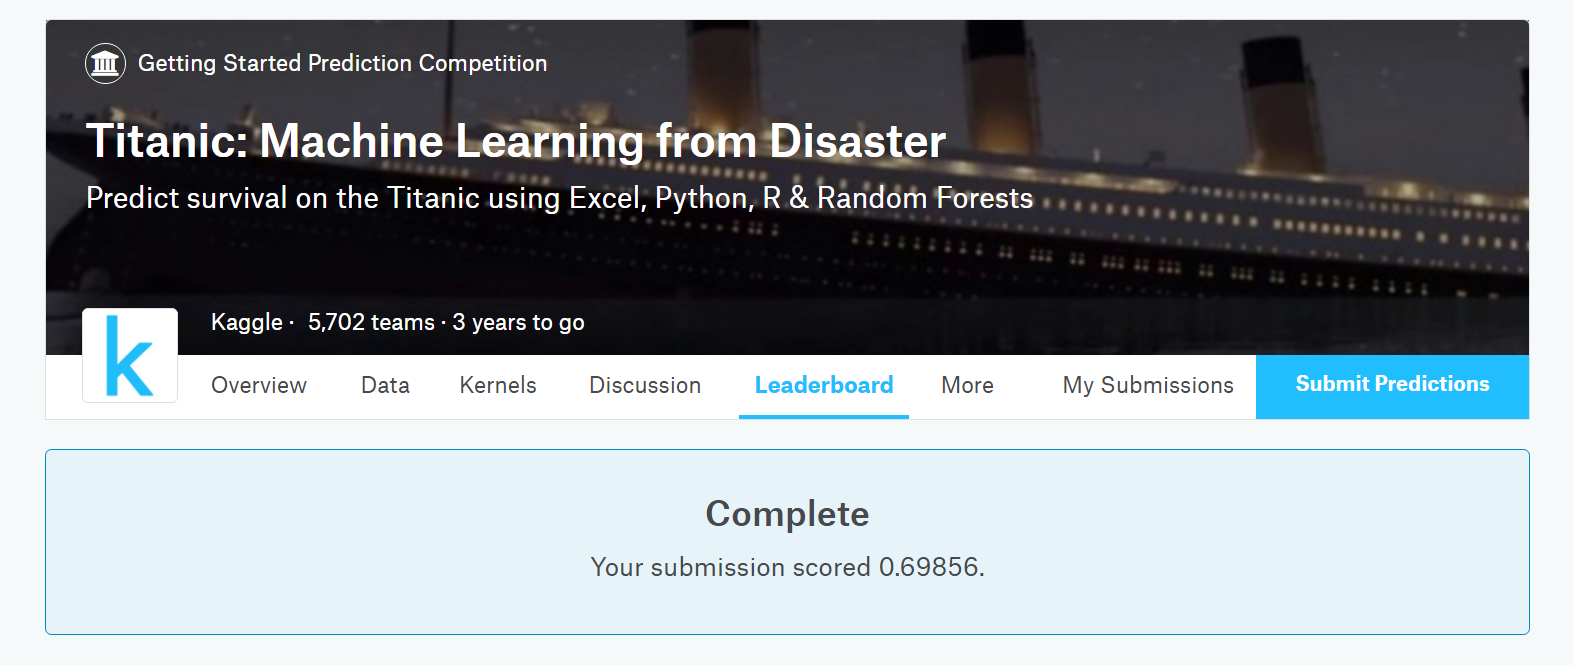 Getting Started Prediction Competition
Titanic: Machine Learning from Disaster
Predict survival on the Titanic using Excel, Python, R & Random Forests
k
Kaggle · 5,702 teams · 3 years to go
Overview Data Kernels Discussion Leaderboard More My Submissions Submit Predictions
Complete
Your submission scored 0.69856.